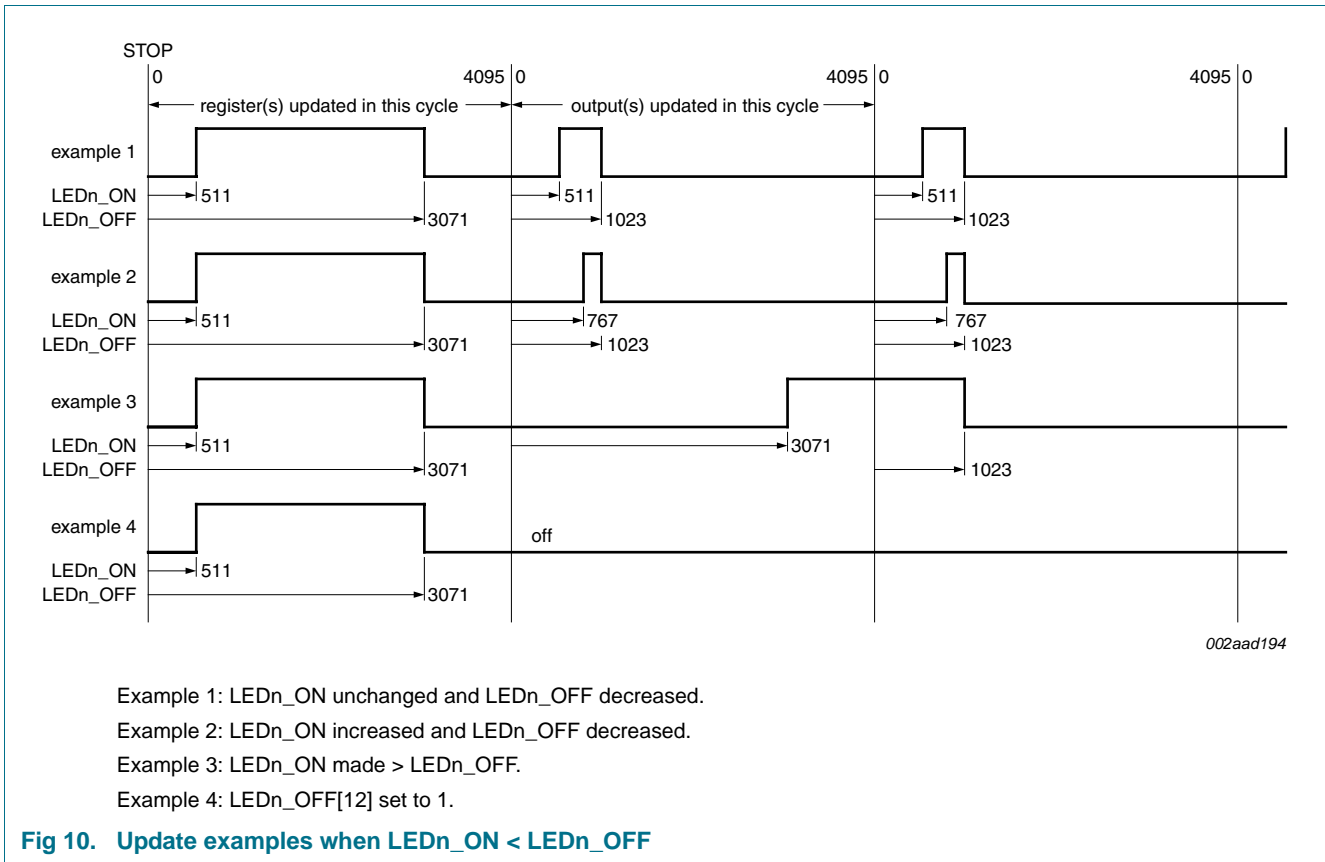 STOP
0 4095 0 4095 0 4095 0
register(s) updated in this cycle output(s) updated in this cycle
example 1
LEDn_ON 511 511 511
LEDn_OFF 3071 1023 1023
example 2
LEDn_ON 511 767 767
LEDn_OFF 3071 1023 1023
example 3
LEDn_ON 511 3071
LEDn_OFF 3071 1023
example 4 off
LEDn_ON 511
LEDn_OFF 3071
002aad194
Example 1: LEDn_ON unchanged and LEDn_OFF decreased.
Example 2: LEDn_ON increased and LEDn_OFF decreased.
Example 3: LEDn_ON made > LEDn_OFF.
Example 4: LEDn_OFF[12] set to 1.
Fig 10. Update examples when LEDn_ON < LEDn_OFF